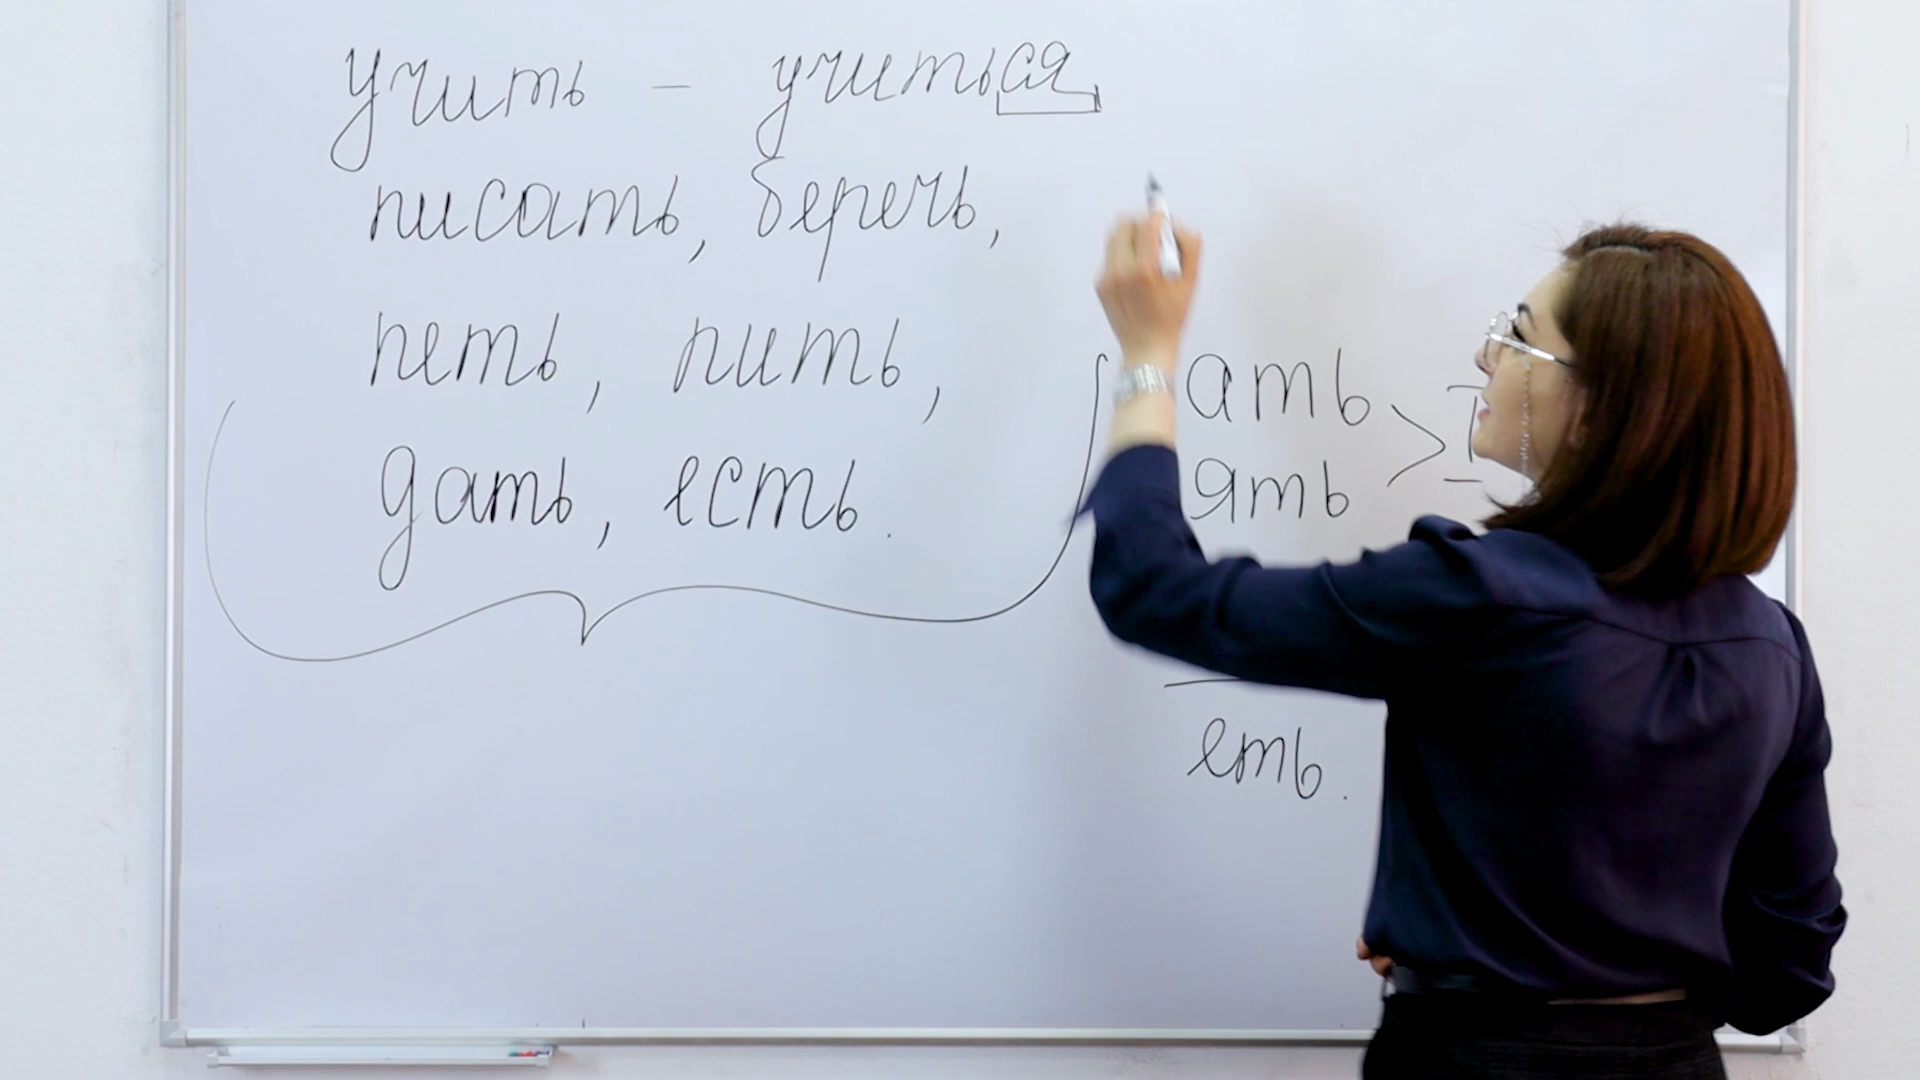 учить – учиться
писать, беречь,
петь, пить,
дать, есть.
ать
ять > I
еть.